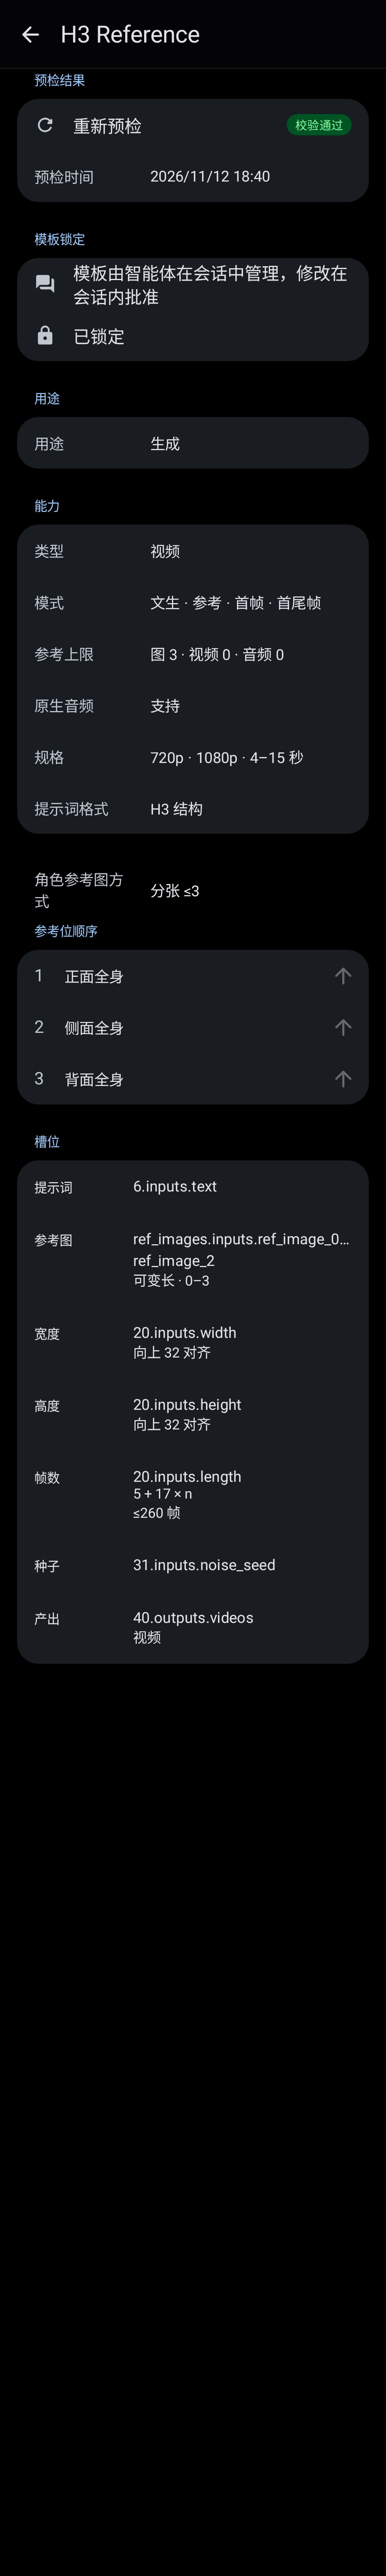 H3 Reference
预检结果
重新预检
校验通过
预检时间
2026/11/12 18:40
模板锁定
模板由智能体在会话中管理，修改在
会话内批准
已锁定
用途
用途
生成
能力
类型
视频
模式
文生 · 参考 · 首帧 · 首尾帧
参考上限
图 3 · 视频 0 · 音频 0
原生音频
支持
规格
720p · 1080p · 4–15 秒
提示词格式
H3 结构
角色参考图方
式
分张 ≤3
参考位顺序
1 正面全身
2 侧面全身
3 背面全身
槽位
提示词
6.inputs.text
参考图
ref_images.inputs.ref_image_0…
ref_image_2
可变长 · 0–3
宽度
20.inputs.width
向上 32 对齐
高度
20.inputs.height
向上 32 对齐
帧数
20.inputs.length
5 + 17 × n
≤260 帧
种子
31.inputs.noise_seed
产出
40.outputs.videos
视频